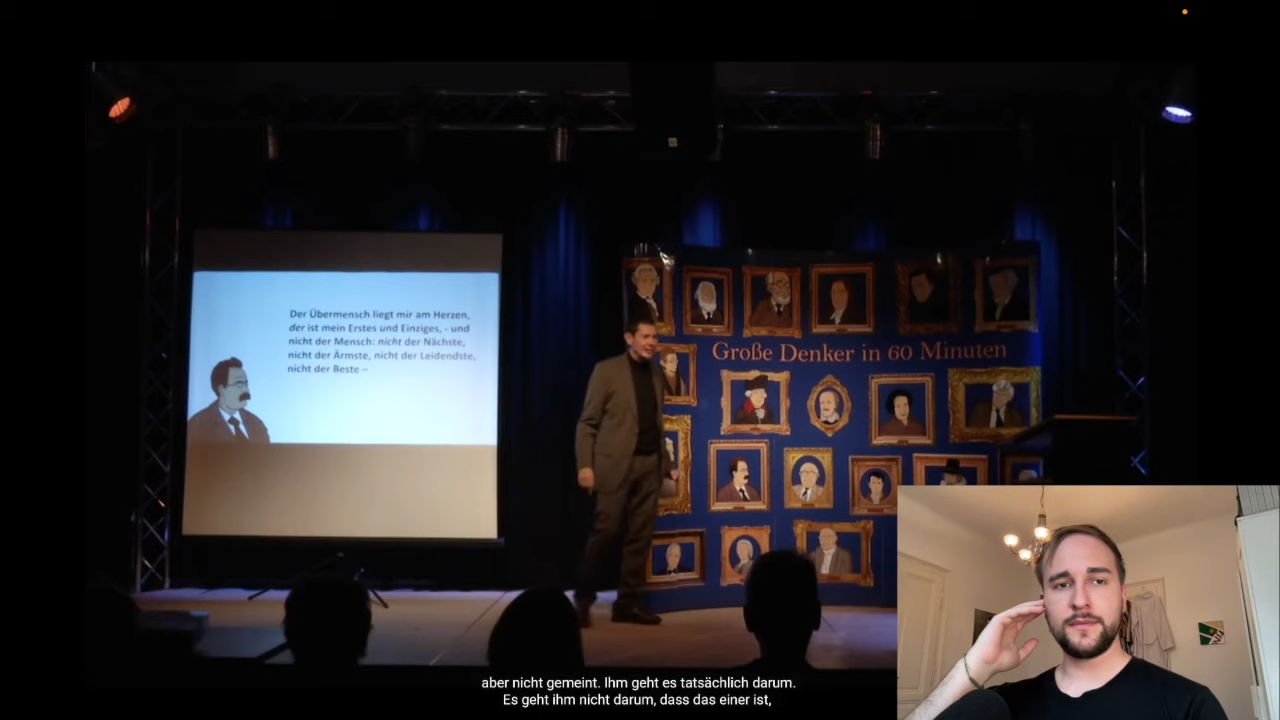 Der Übermensch liegt mir am Herzen,
der ist mein Erstes und Einziges, - und
nicht der Mensch: nicht der Nächste,
nicht der Ärmste, nicht der Leidendste,
nicht der Beste –
Große Denker in 60 Minuten
aber nicht gemeint. Ihm geht es tatsächlich darum.
Es geht ihm nicht darum, dass das einer ist,